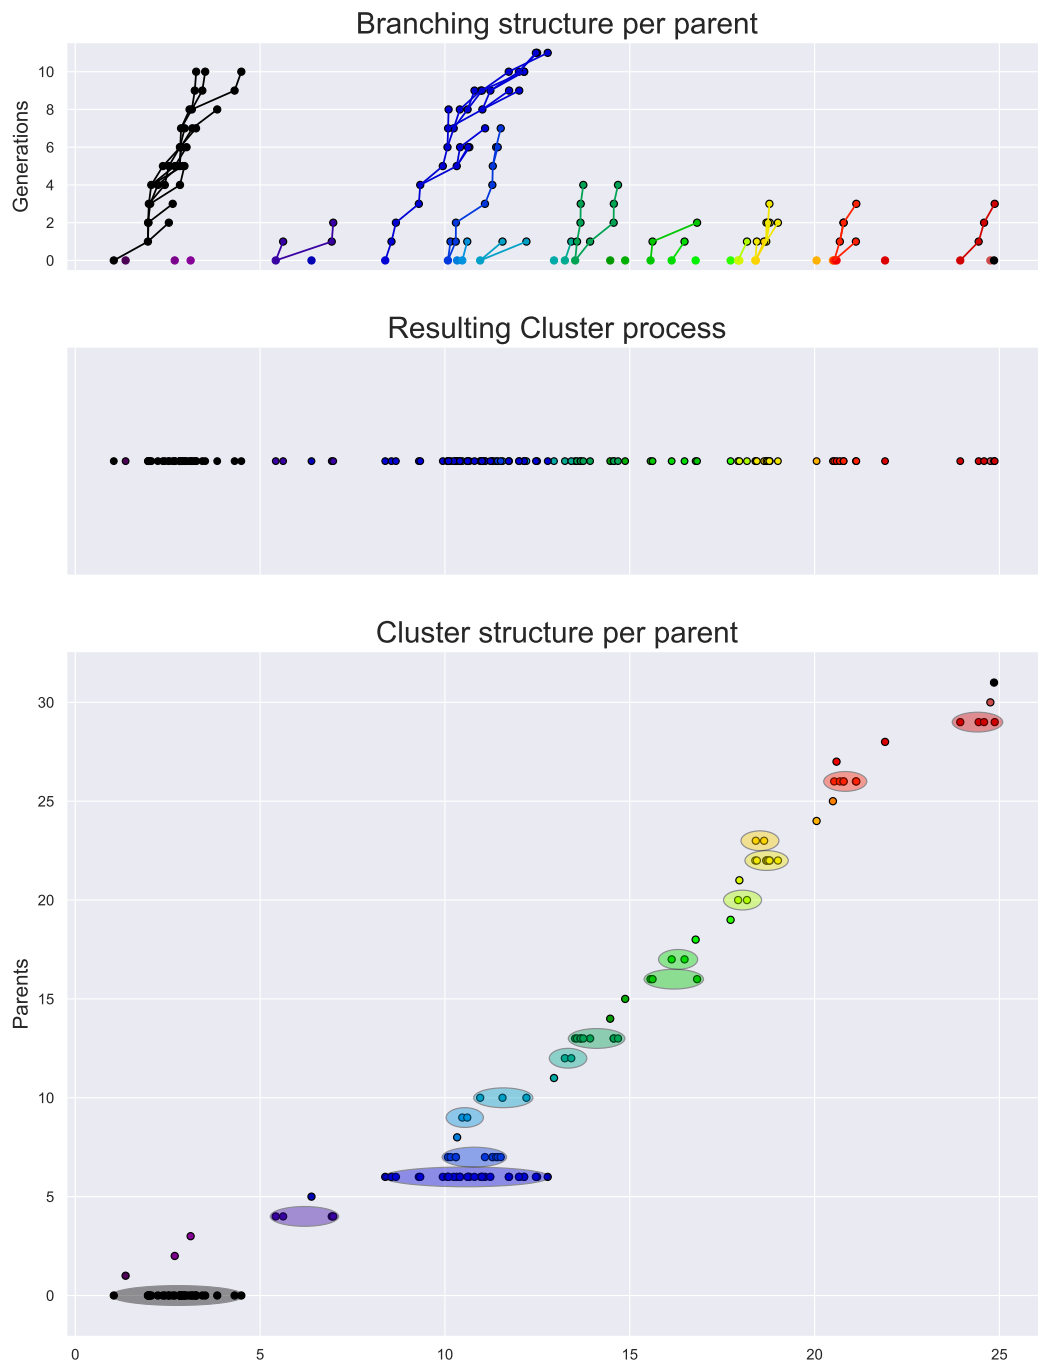 Branching structure per parent
Generations
10
8
6
4
2
0
Resulting Cluster process
Cluster structure per parent
Parents
30
25
20
15
10
5
0
0 5 10 15 20 25